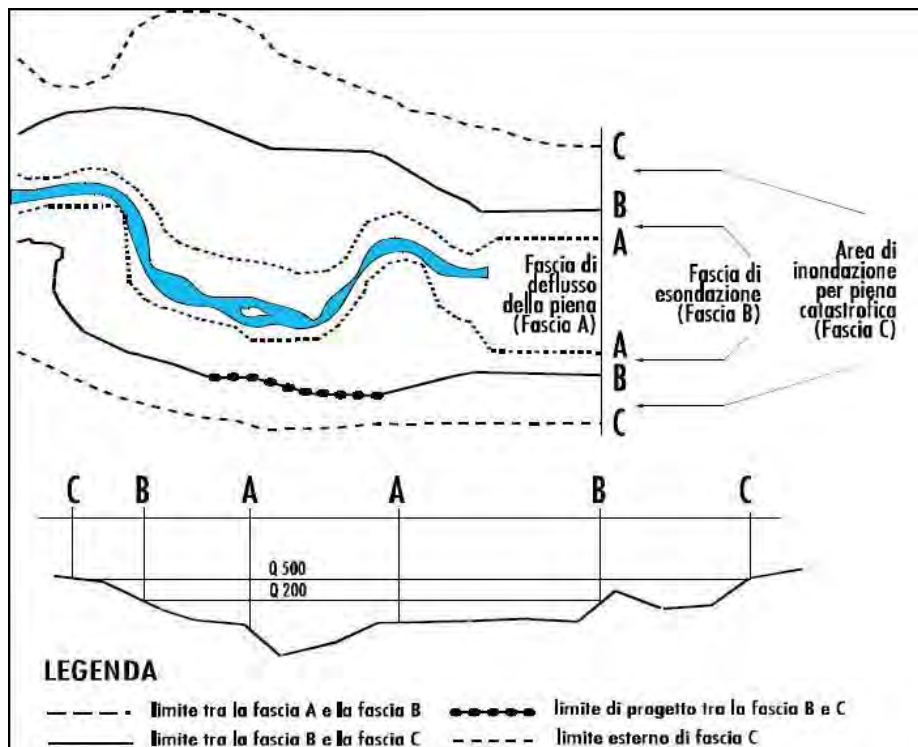 C
B
A
Fascia di
deflusso
della piena
(Fascia A)
Fascia di
esondazione
(Fascia B)
Area di
inondazione
per piena
catastrofica
(Fascia C)
A
B
C
C B A A B C
Q 500
Q 200
LEGENDA
limite tra la fascia A e la fascia B
limite di progetto tra la fascia B e C
limite tra la fascia B e la fascia C
limite esterno di fascia C